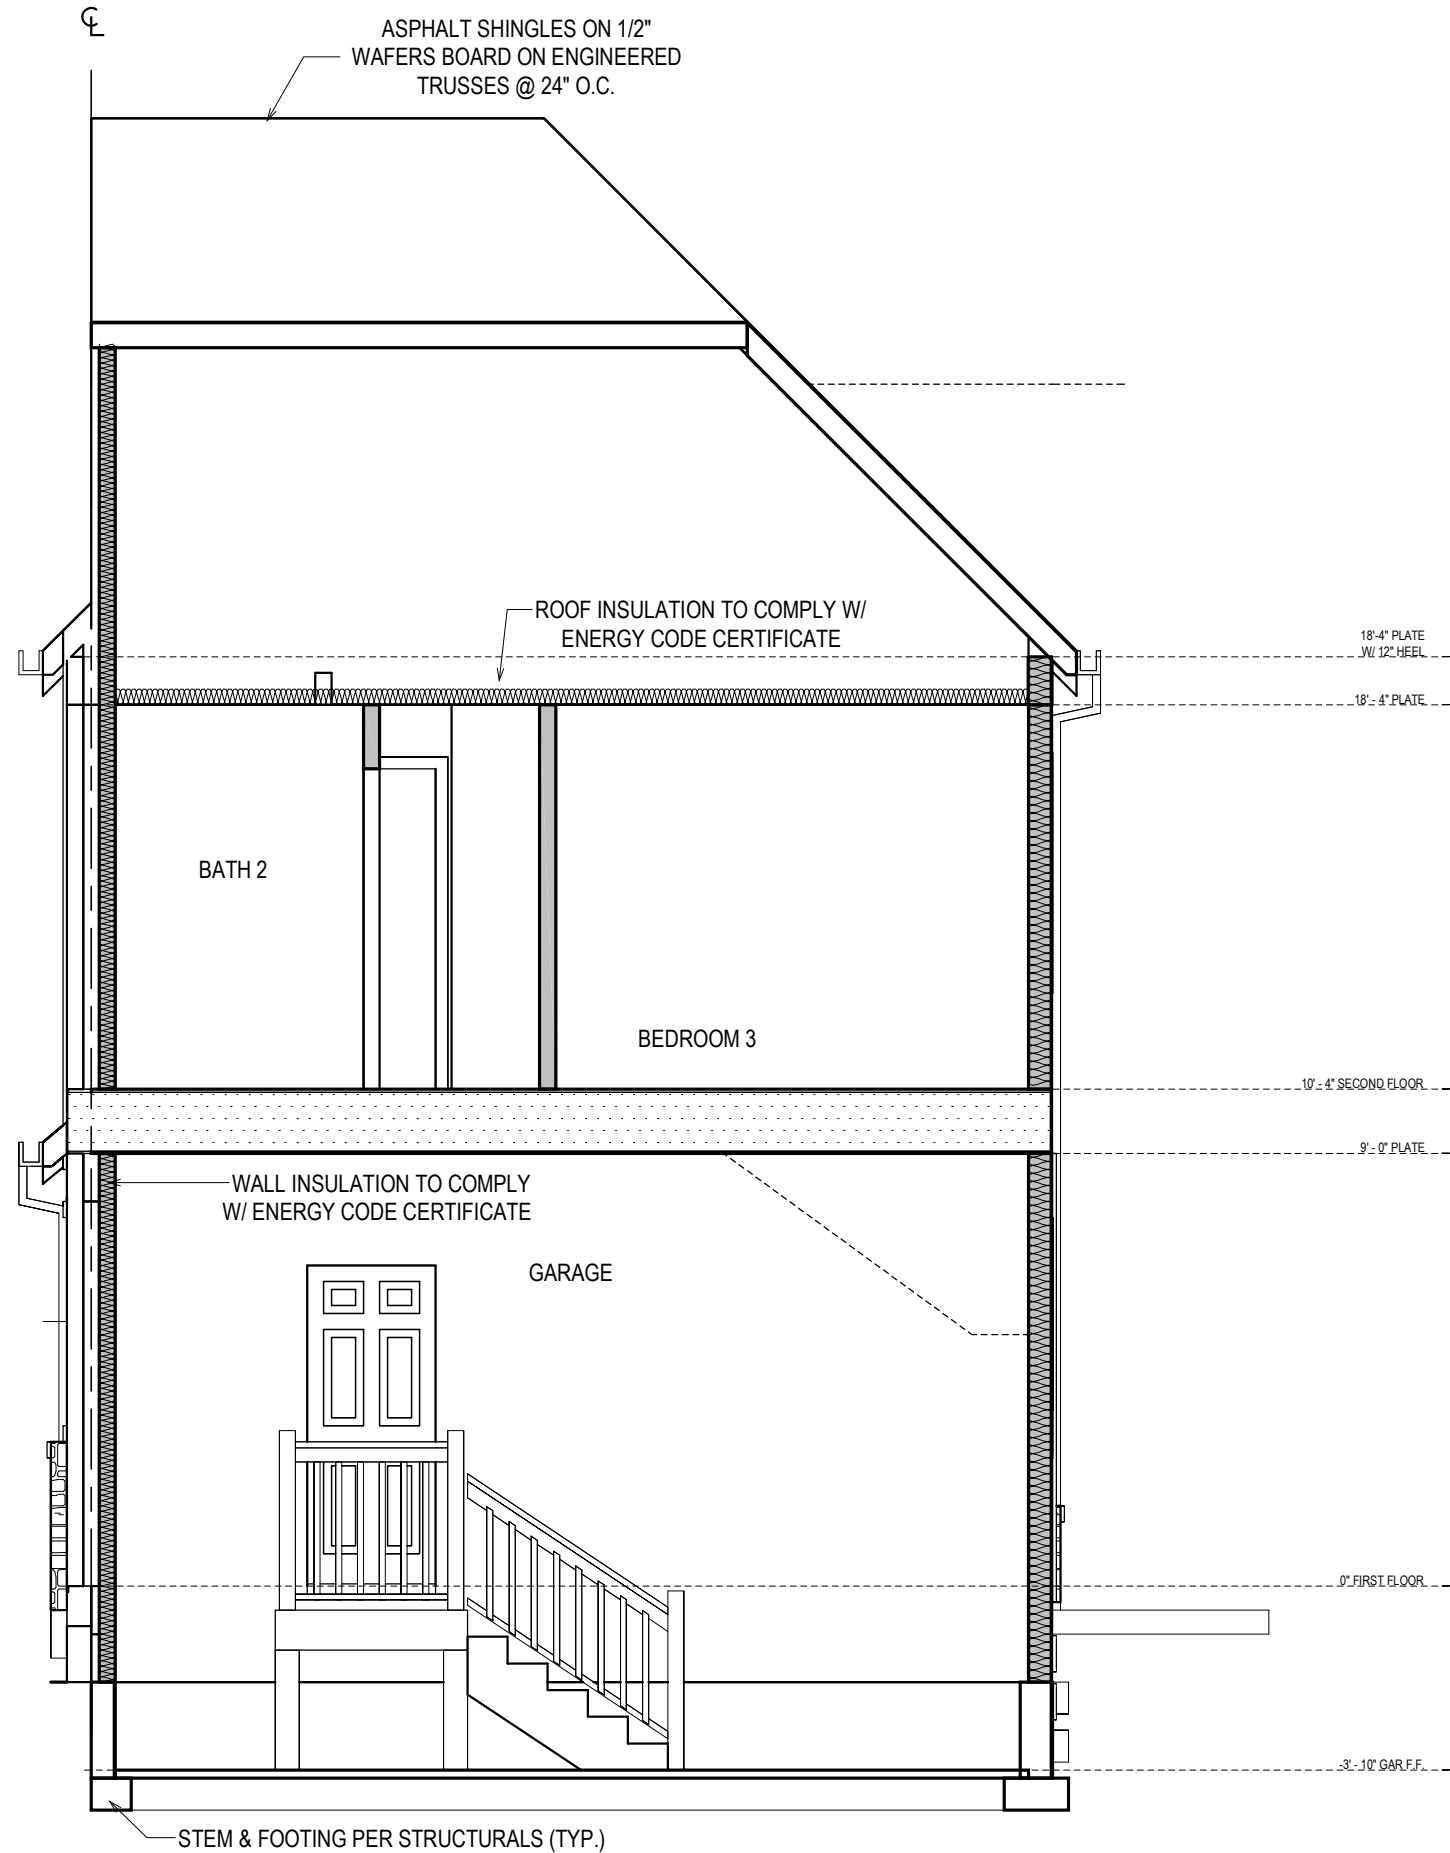 ℄
ASPHALT SHINGLES ON 1/2"
WAFERS BOARD ON ENGINEERED
TRUSSES @ 24" O.C.
ROOF INSULATION TO COMPLY W/
ENERGY CODE CERTIFICATE
18'-4" PLATE
W/ 12" HEEL
18' - 4" PLATE
BATH 2
BEDROOM 3
10' - 4" SECOND FLOOR
9' - 0" PLATE
WALL INSULATION TO COMPLY
W/ ENERGY CODE CERTIFICATE
GARAGE
0" FIRST FLOOR
-3' - 10" GAR F.F.
STEM & FOOTING PER STRUCTURALS (TYP.)